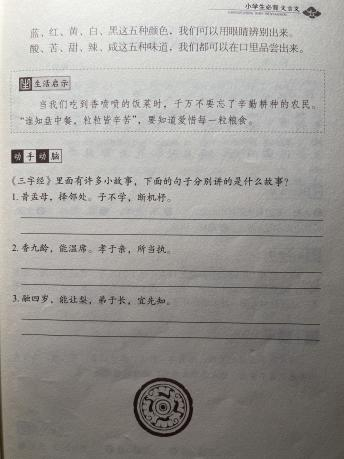 小学生必背文言文
蓝、红、黄、白、黑这五种颜色，我们可以用眼睛辨别出来。
酸、苦、甜、辣、咸这五种味道，我们都可以在口里品尝出来。
生活启示
当我们吃到香喷喷的饭菜时，千万不要忘了辛勤耕种的农民。
“谁知盘中餐，粒粒皆辛苦”，要知道爱惜每一粒粮食。
动手动脑
《三字经》里面有许多小故事，下面的句子分别讲的是什么故事？
1. 昔孟母，择邻处。子不学，断机杼。
2. 香九龄，能温席。孝于亲，所当执。
3. 融四岁，能让梨，弟子长，宜先知。